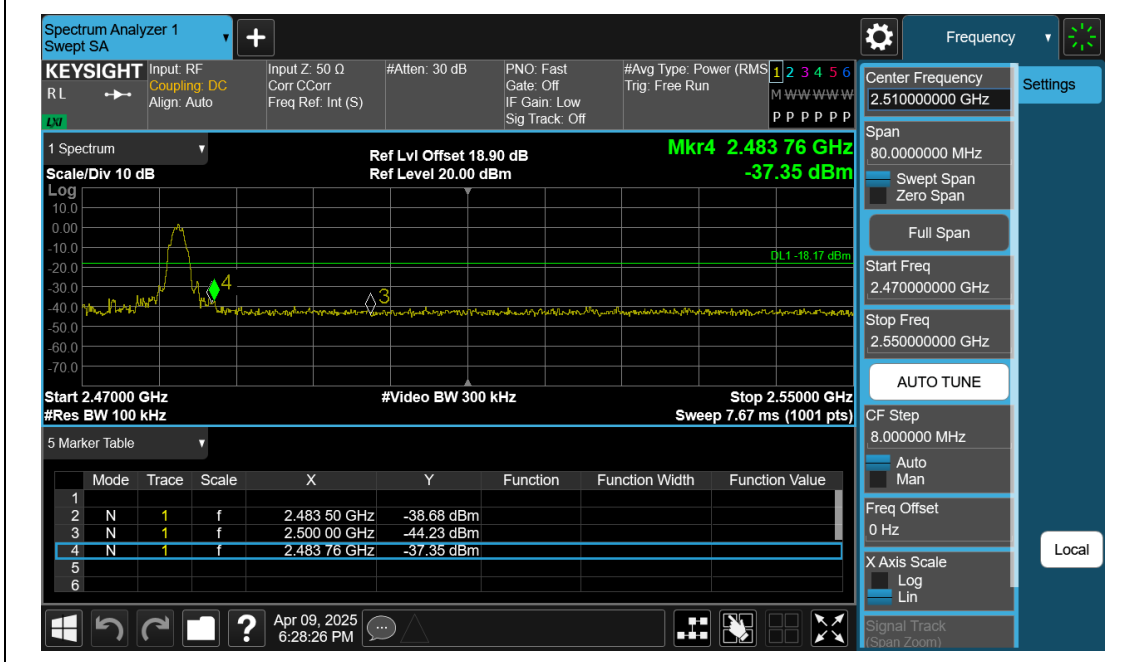 Spectrum Analyzer 1
Swept SA
+
Frequency
KEYSIGHT
RL
LXI
Input: RF
Coupling: DC
Align: Auto
Input Z: 50 Ω
Corr CCorr
Freq Ref: Int (S)
#Atten: 30 dB
PNO: Fast
Gate: Off
IF Gain: Low
Sig Track: Off
#Avg Type: Power (RMS
Trig: Free Run
1 2 3 4 5 6
M W W W W W
P P P P P P
1 Spectrum
Scale/Div 10 dB
Ref Lvl Offset 18.90 dB
Ref Level 20.00 dBm
Mkr4 2.483 76 GHz
-37.35 dBm
Log
10.0
0.00
-10.0
-20.0
-30.0
-40.0
-50.0
-60.0
-70.0
DL1 -18.17 dBm
4
3
Start 2.47000 GHz
#Video BW 300 kHz
Stop 2.55000 GHz
#Res BW 100 kHz
Sweep 7.67 ms (1001 pts)
5 Marker Table
Mode Trace Scale X Y Function Function Width Function Value
1
2 N 1 f 2.483 50 GHz -38.68 dBm
3 N 1 f 2.500 00 GHz -44.23 dBm
4 N 1 f 2.483 76 GHz -37.35 dBm
5
6
?
Apr 09, 2025
6:28:26 PM
Center Frequency
2.510000000 GHz
Span
80.0000000 MHz
Swept Span
Zero Span
Full Span
Start Freq
2.470000000 GHz
Stop Freq
2.550000000 GHz
AUTO TUNE
CF Step
8.000000 MHz
Auto
Man
Freq Offset
0 Hz
X Axis Scale
Log
Lin
Signal Track
(Span Zoom)
Settings
Local